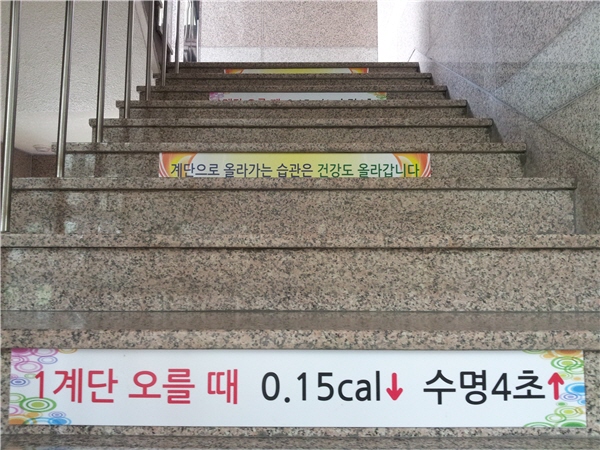 계단으로 올라가는 습관은 건강도 올라갑니다
1계단 오를 때 0.15cal↓ 수명4초↑